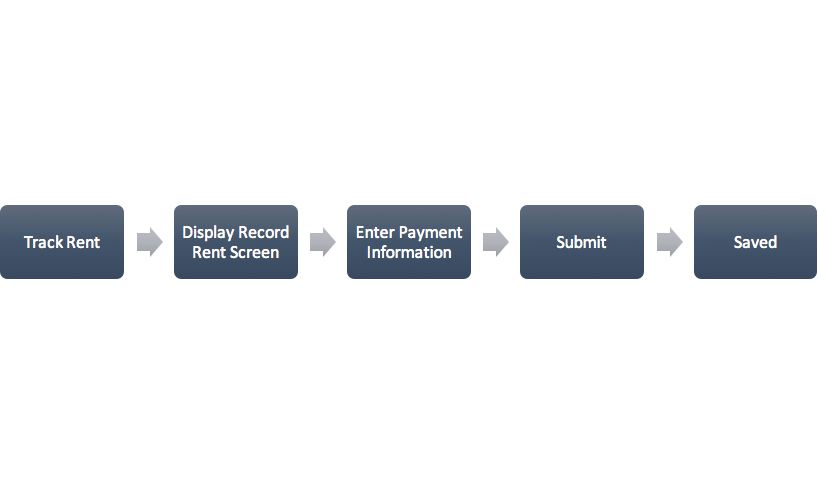 Track Rent
Display Record
Rent Screen
Enter Payment
Information
Submit
Saved